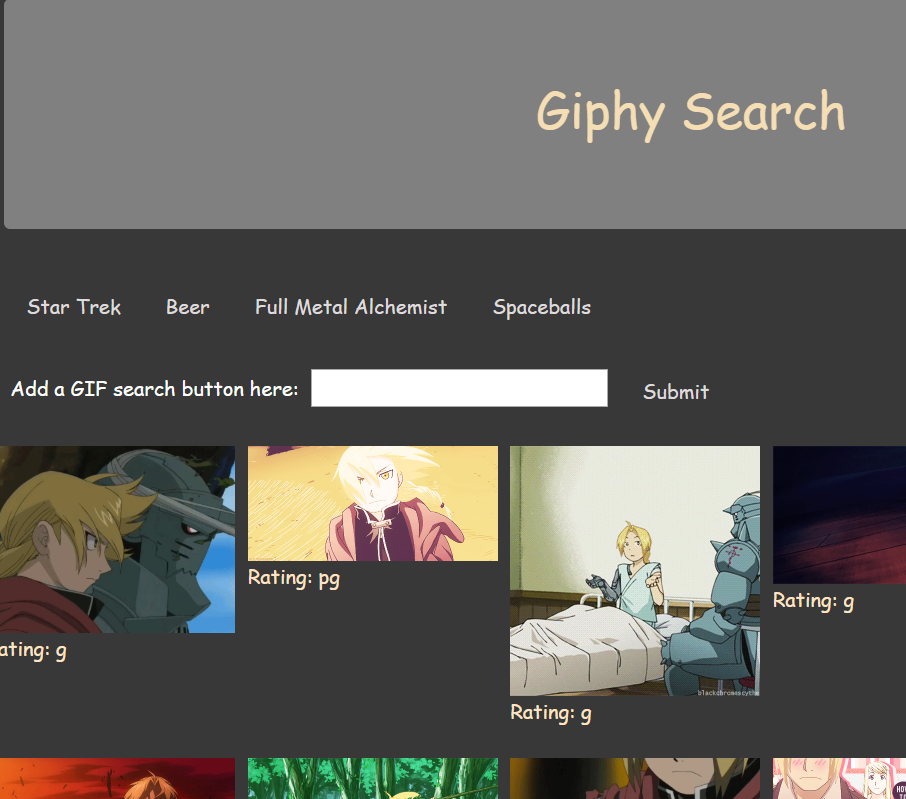 Giphy Search
Star Trek Beer Full Metal Alchemist Spaceballs
Add a GIF search button here: Submit
Rating: pg
Rating: g
ating: g
blackchromescythe
Rating: g